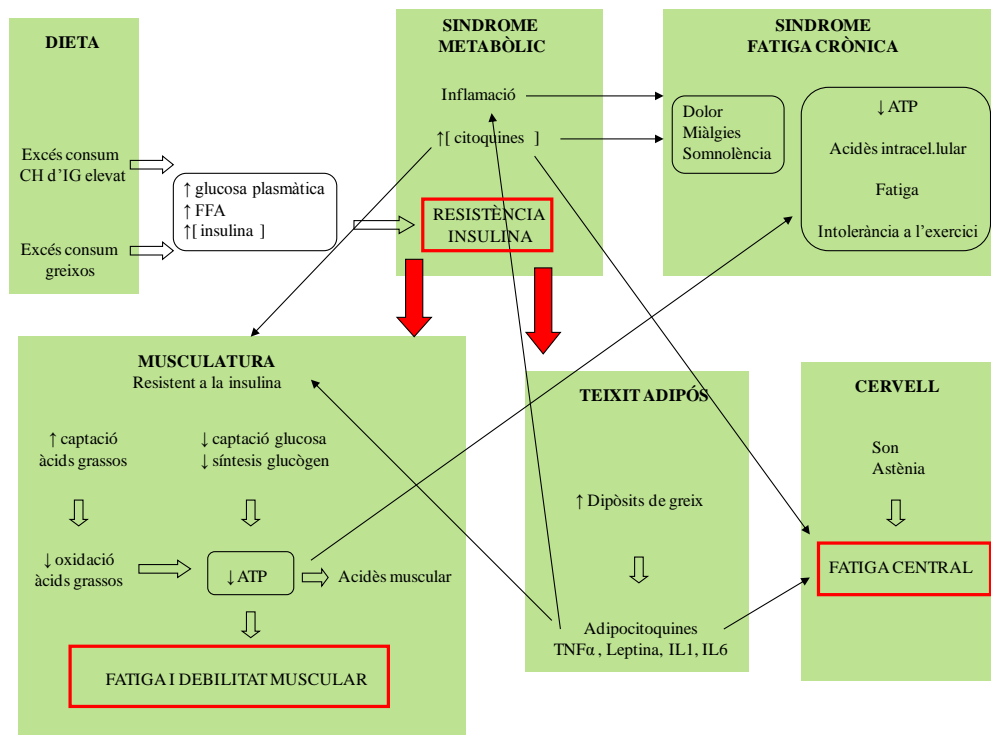 DIETA
Excés consum
CH d'IG elevat
Excés consum
greixos
↑ glucosa plasmàtica
↑ FFA
↑[ insulina ]
SINDROME
METABÒLIC
Inflamació
↑[ citoquines ]
RESISTÈNCIA
INSULINA
SINDROME
FATIGA CRÒNICA
Dolor
Miàlgies
Somnolència
↓ ATP
Acidès intracel.lular
Fatiga
Intolerància a l'exercici
MUSCULATURA
Resistent a la insulina
↑ captació
àcids grassos
↓ captació glucosa
↓ síntesis glucògen
↓ oxidació
àcids grassos
↓ ATP
Acidès muscular
FATIGA I DEBILITAT MUSCULAR
TEIXIT ADIPÓS
↑ Dipòsits de greix
Adipocitoquines
TNFα , Leptina, IL1, IL6
CERVELL
Son
Astènia
FATIGA CENTRAL